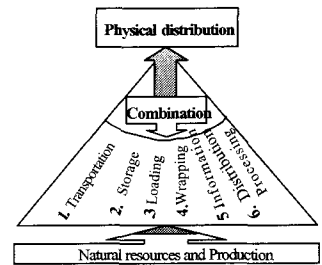 Physical distribution
Combination
1. Transportation
2. Storage
3 Loading
4. Wrapping
5 Information
6. Distribution
Processing
Natural resources and Production